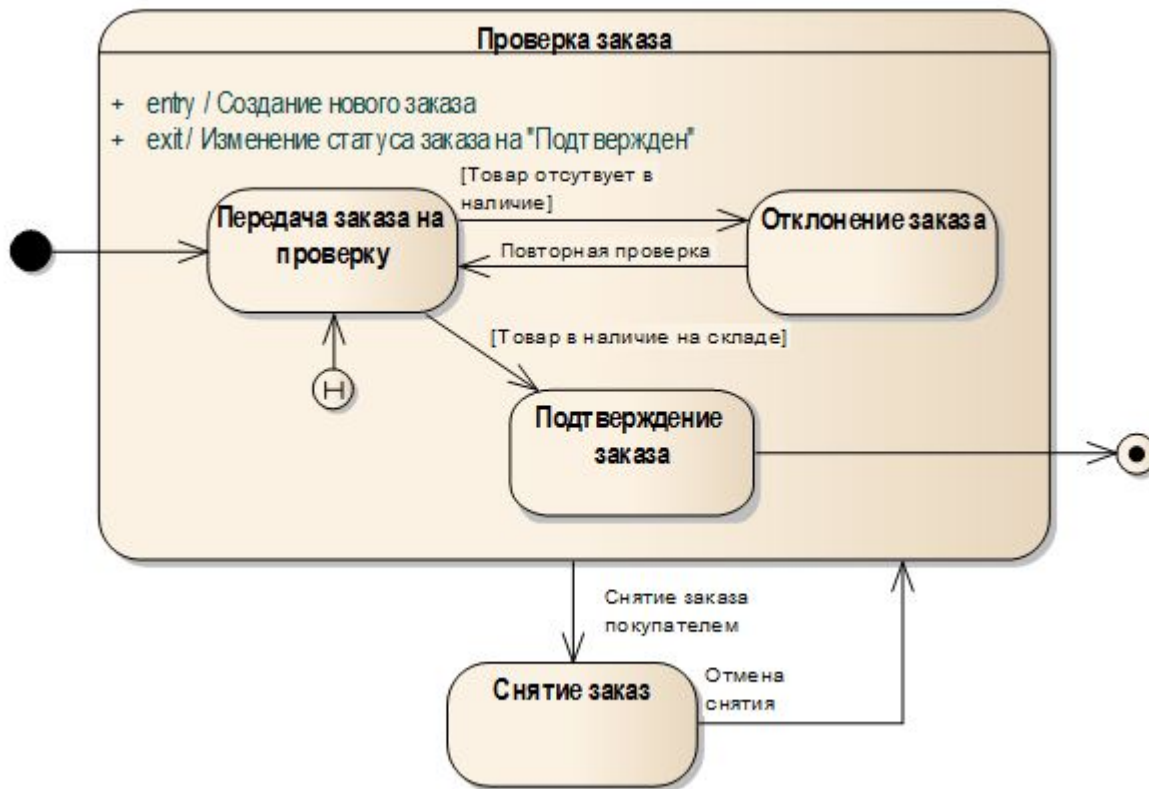 Проверка заказа
+ entry / Создание нового заказа
+ exit / Изменение статуса заказа на "Подтвержден"
[Товар отсутвует в
наличие]
Передача заказа на
проверку
Отклонение заказа
Повторная проверка
[Товар в наличие на складе]
H
Подтверждение
заказа
Снятие заказа
покупателем
Снятие заказ
Отмена
снятия